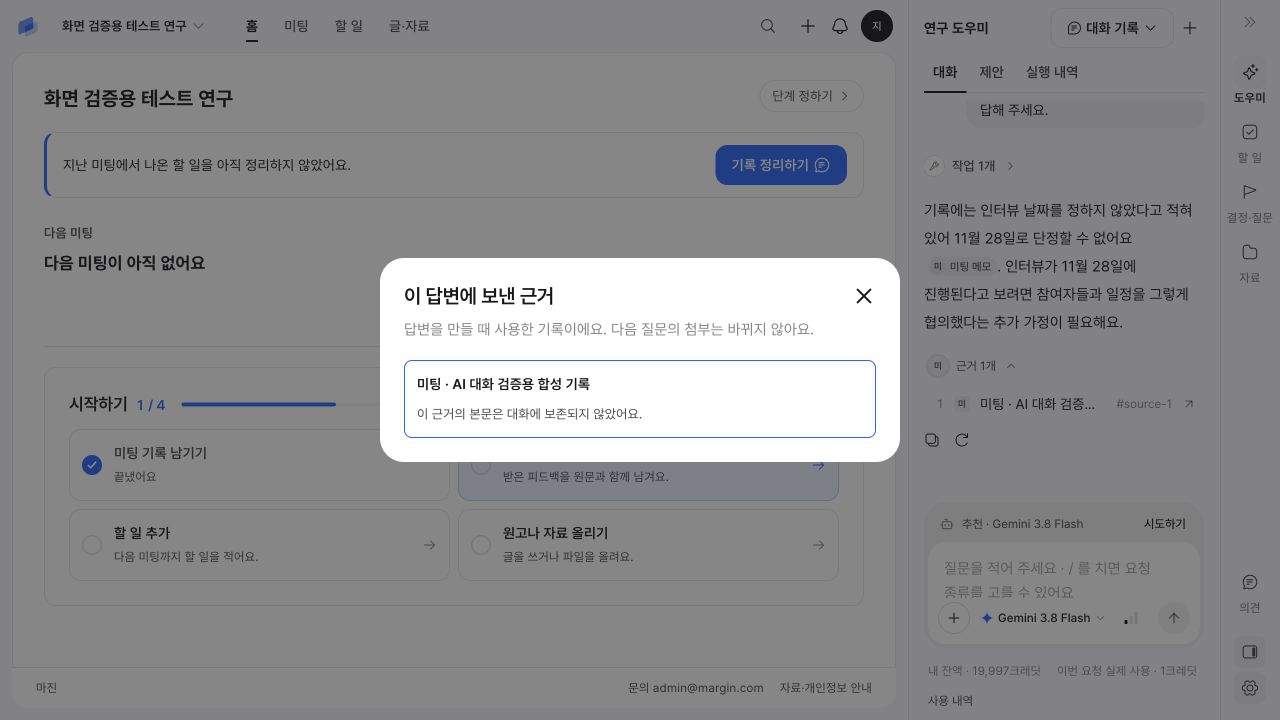 화면 검증용 테스트 연구
홈
미팅
할 일
글·자료
지
화면 검증용 테스트 연구
단계 정하기
지난 미팅에서 나온 할 일을 아직 정리하지 않았어요.
기록 정리하기
다음 미팅
다음 미팅이 아직 없어요
시작하기 1 / 4
미팅 기록 남기기
끝냈어요
받은 피드백을 원문과 함께 남겨요.
할 일 추가
다음 미팅까지 할 일을 적어요.
원고나 자료 올리기
글을 쓰거나 파일을 올려요.
마진
문의 admin@margin.com
자료·개인정보 안내
이 답변에 보낸 근거
답변을 만들 때 사용한 기록이에요. 다음 질문의 첨부는 바뀌지 않아요.
미팅 · AI 대화 검증용 합성 기록
이 근거의 본문은 대화에 보존되지 않았어요.
연구 도우미
대화 기록
대화
제안
실행 내역
답해 주세요.
작업 1개
기록에는 인터뷰 날짜를 정하지 않았다고 적혀
있어 11월 28일로 단정할 수 없어요
미 미팅 메모 . 인터뷰가 11월 28일에
진행된다고 보려면 참여자들과 일정을 그렇게
협의했다는 추가 가정이 필요해요.
미 근거 1개
1 미 미팅 · AI 대화 검증... #source-1
추천 · Gemini 3.8 Flash
시도하기
질문을 적어 주세요 · / 를 치면 요청
종류를 고를 수 있어요
Gemini 3.8 Flash
내 잔액 · 19,997크레딧
이번 요청 실제 사용 · 1크레딧
사용 내역
도우미
할 일
결정·질문
자료
의견